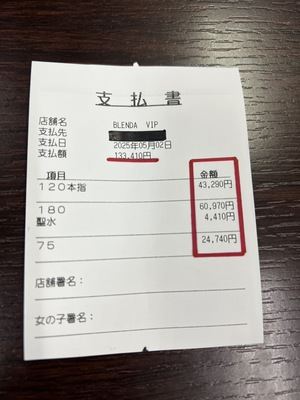 支払書
店舗名 BLENDA VIP
支払先
支払日 2025年05月02日
支払額 133,410円
項目 金額
120本指 43,290円
180 60,970円
聖水 4,410円
75 24,740円
店舗署名：
女の子署名：